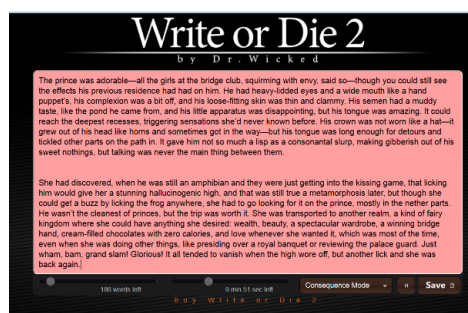 Write or Die 2
by Dr.Wicked
The prince was adorable—all the girls at the bridge club, squirming with envy, said so—though you could still see
the effects his previous residence had had on him. He had heavy-lidded eyes and a wide mouth like a hand
puppet's, his complexion was a bit off, and his loose-fitting skin was thin and clammy. His semen had a muddy
taste, like the pond he came from, and his little apparatus was disappointing, but his tongue was amazing. It could
reach the deepest recesses, triggering sensations she'd never known before. His crown was not worn like a hat—it
grew out of his head like horns and sometimes got in the way—but his tongue was long enough for detours and
tickled other parts on the path in. It gave him not so much a lisp as a consonantal slurp, making gibberish out of his
sweet nothings, but talking was never the main thing between them.
She had discovered, when he was still an amphibian and they were just getting into the kissing game, that licking
him would give her a stunning hallucinogenic high, and that was still true a metamorphosis later, but though she
could get a buzz by licking the frog anywhere, she had to go looking for it on the prince, mostly in the nether parts.
He wasn't the cleanest of princes, but the trip was worth it. She was transported to another realm, a kind of fairy
kingdom where she could have anything she desired: wealth, beauty, a spectacular wardrobe, a winning bridge
hand, cream-filled chocolates with zero calories, and love whenever she wanted it, which was most of the time,
even when she was doing other things, like presiding over a royal banquet or reviewing the palace guard. Just
wham, bam, grand slam! Glorious! It all tended to vanish when the high wore off, but another lick and she was
back again.
186 words left
9 min 51 sec left
Consequence Mode
Save
buy Write or Die 2